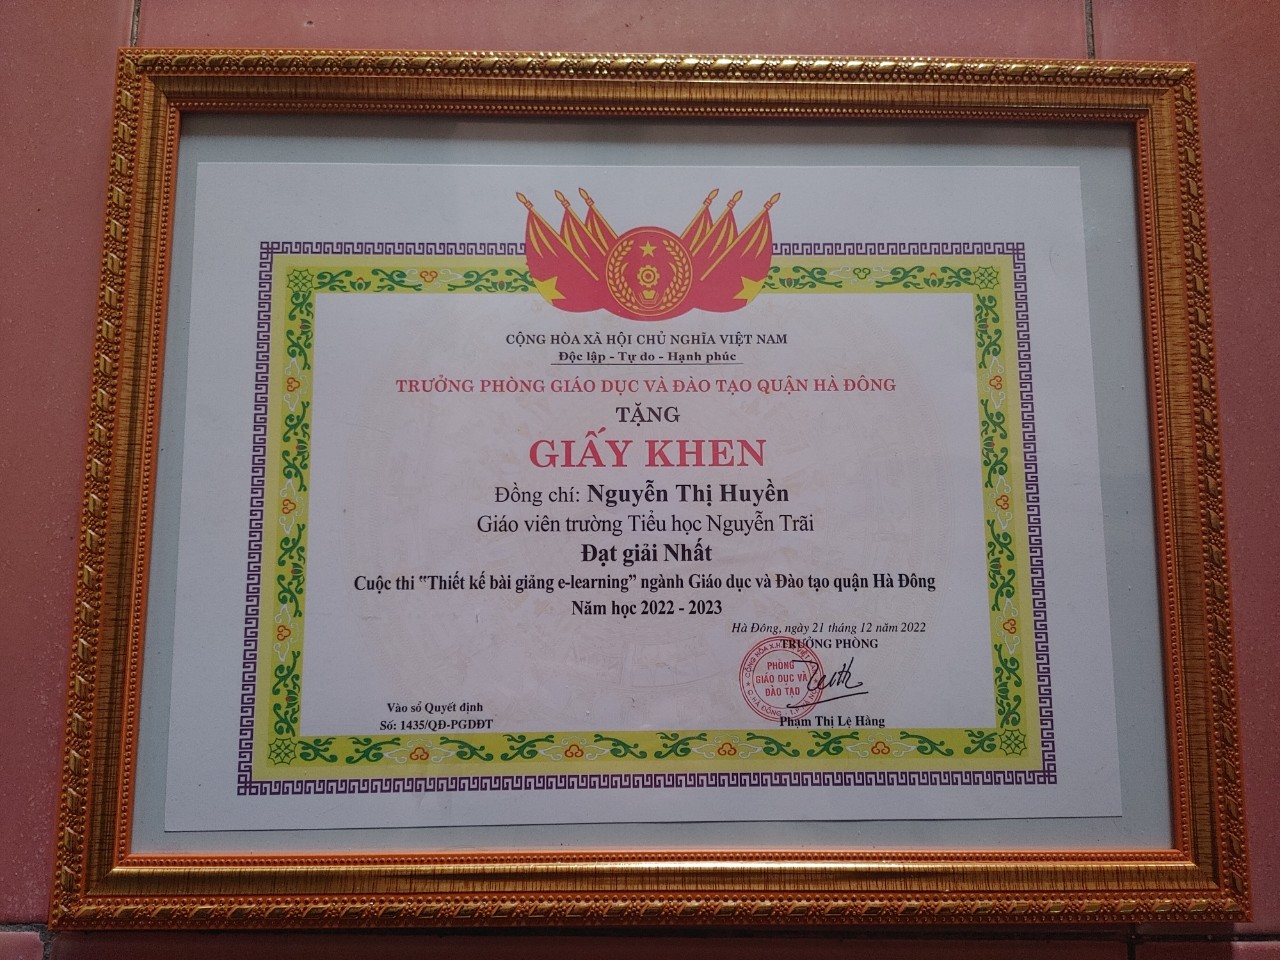 CỘNG HÒA XÃ HỘI CHỦ NGHĨA VIỆT NAM
Độc lập - Tự do - Hạnh phúc
TRƯỞNG PHÒNG GIÁO DỤC VÀ ĐÀO TẠO QUẬN HÀ ĐÔNG
TẶNG
GIẤY KHEN
Đồng chí: Nguyễn Thị Huyền
Giáo viên trường Tiểu học Nguyễn Trãi
Đạt giải Nhất
Cuộc thi "Thiết kế bài giảng e-learning" ngành Giáo dục và Đào tạo quận Hà Đông
Năm học 2022 - 2023
Hà Đông, ngày 21 tháng 12 năm 2022
TRƯỞNG PHÒNG
PHÒNG
GIÁO DỤC VÀ
ĐÀO TẠO
Phạm Thị Lệ Hằng
Vào sổ Quyết định
Số: 1435/QĐ-PGDĐT